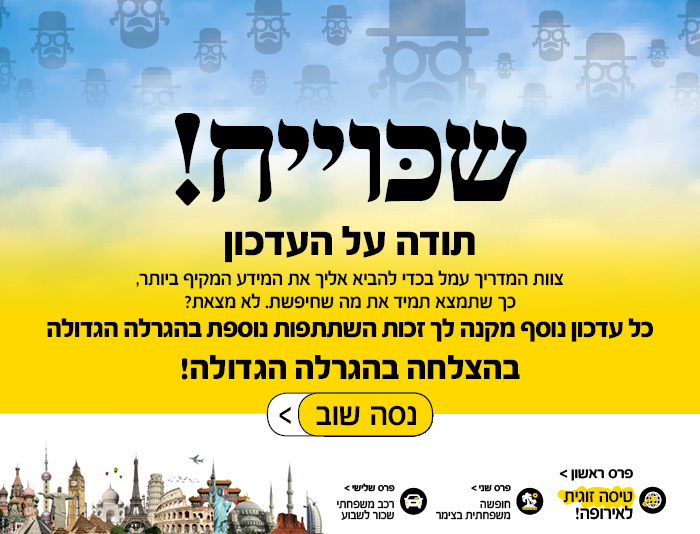 שכּוייח!
תודה על העדכון
צוות המדריך עמל בכדי להביא אליך את המידע המקיף ביותר,
כך שתמצא תמיד את מה שחיפשת. לא מצאת?
כל עדכון נוסף מקנה לך זכות השתתפות נוספת בהגרלה הגדולה
בהצלחה בהגרלה הגדולה!
נסה שוב >
פרס ראשון >
טיסה זוגית
לאירופה!
פרס שני >
חופשה
משפחתית בצימר
פרס שלישי >
רכב משפחתי
שכור לשבוע